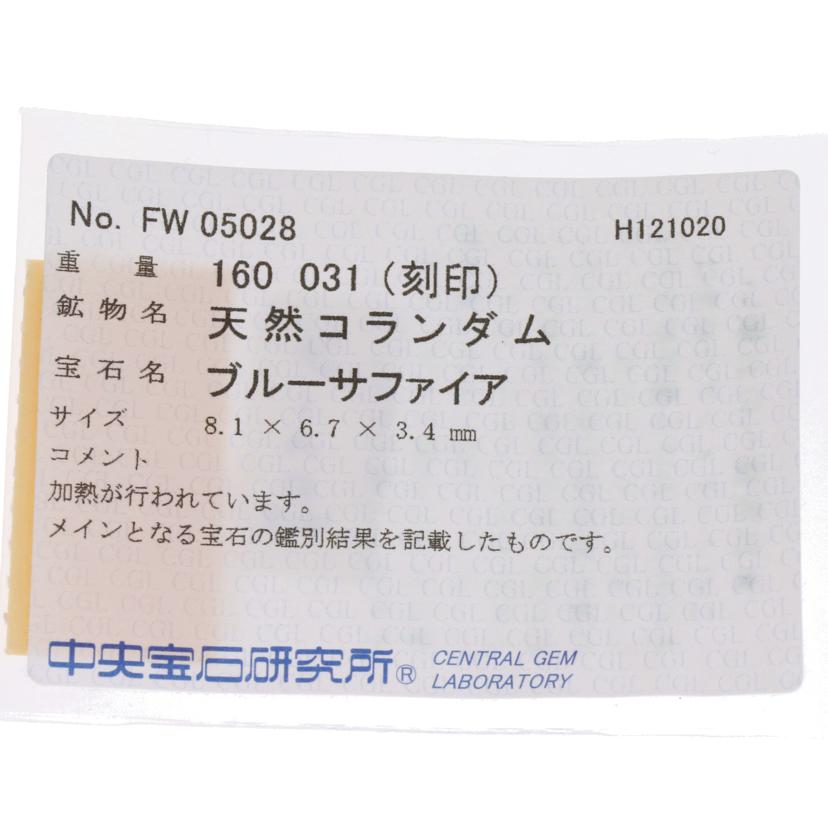 No. FW 05028 H121020
重量 160 031 (刻印)
鉱物名 天然コランダム
宝石名 ブルーサファイア
サイズ 8.1 × 6.7 × 3.4 mm
コメント
加熱が行われています。
メインとなる宝石の鑑別結果を記載したものです。
中央宝石研究所® CENTRAL GEM
LABORATORY